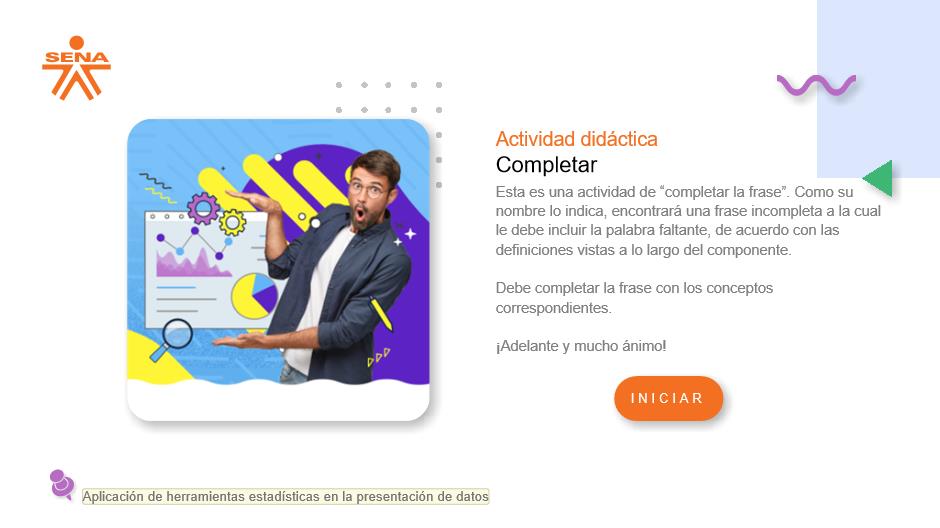 SENA
Actividad didáctica
Completar
Esta es una actividad de “completar la frase”. Como su
nombre lo indica, encontrará una frase incompleta a la cual
le debe incluir la palabra faltante, de acuerdo con las
definiciones vistas a lo largo del componente.
Debe completar la frase con los conceptos
correspondientes.
¡Adelante y mucho ánimo!
INICIAR
Aplicación de herramientas estadísticas en la presentación de datos